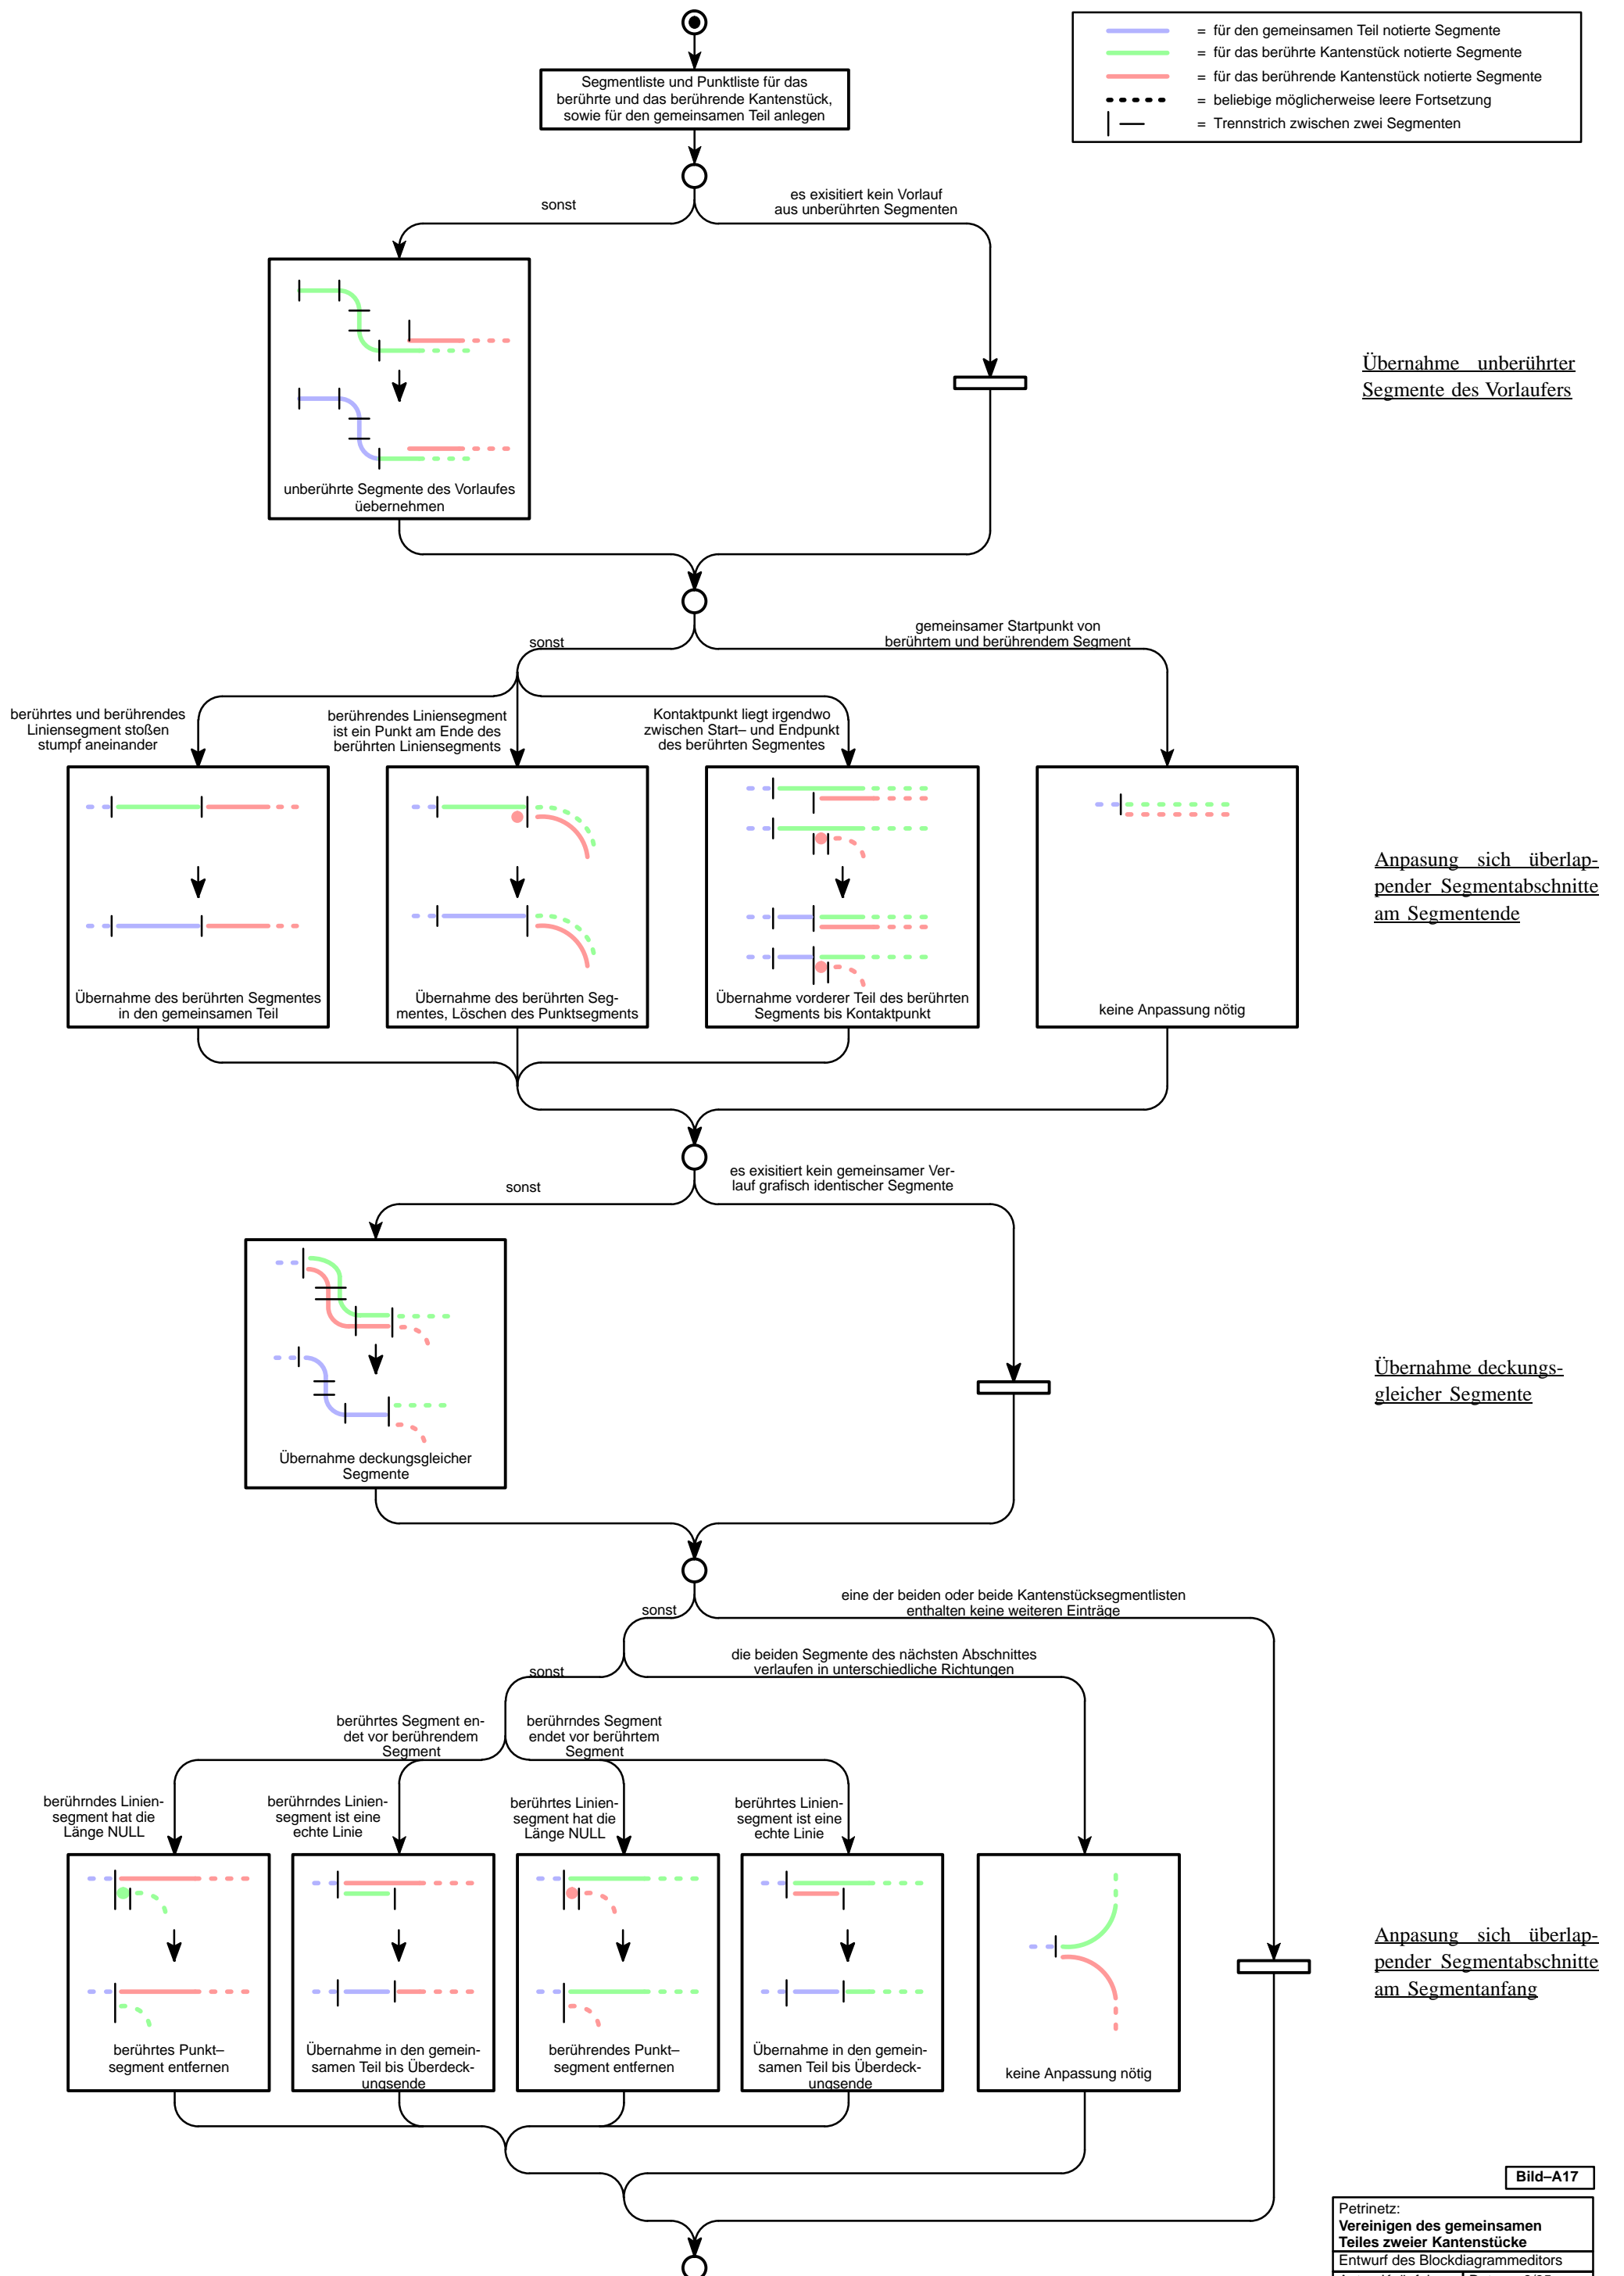 = für den gemeinsamen Teil notierte Segmente
= für das berührte Kantenstück notierte Segmente
= für das berührende Kantenstück notierte Segmente
= beliebige möglicherweise leere Fortsetzung
= Trennstrich zwischen zwei Segmenten
Segmentliste und Punktliste für das
berührte und das berührende Kantenstück,
sowie für den gemeinsamen Teil anlegen
sonst
es exisitiert kein Vorlauf
aus unberührten Segmenten
unberührte Segmente des Vorlaufes
üebernehmen
Übernahme unberührter
Segmente des Vorlaufers
sonst
gemeinsamer Startpunkt von
berührtem und berührendem Segment
berührtes und berührendes
Liniensegment stoßen
stumpf aneinander
berührendes Liniensegment
ist ein Punkt am Ende des
berührten Liniensegments
Kontaktpunkt liegt irgendwo
zwischen Start– und Endpunkt
des berührten Segmentes
Übernahme des berührten Segmentes
in den gemeinsamen Teil
Übernahme des berührten Seg-
mentes, Löschen des Punktsegments
Übernahme vorderer Teil des berührten
Segments bis Kontaktpunkt
keine Anpassung nötig
Anpasung sich überlap-
pender Segmentabschnitte
am Segmentende
sonst
es exisitiert kein gemeinsamer Ver-
lauf grafisch identischer Segmente
Übernahme deckungsgleicher
Segmente
Übernahme deckungs-
gleicher Segmente
sonst
eine der beiden oder beide Kantenstücksegmentlisten
enthalten keine weiteren Einträge
sonst
die beiden Segmente des nächsten Abschnittes
verlaufen in unterschiedliche Richtungen
berührtes Segment en-
det vor berührendem
Segment
berührndes Segment
endet vor berührtem
Segment
berührndes Linien-
segment hat die
Länge NULL
berührndes Linien-
segment ist eine
echte Linie
berührtes Linien-
segment hat die
Länge NULL
berührtes Linien-
segment ist eine
echte Linie
berührtes Punkt–
segment entfernen
Übernahme in den gemein-
samen Teil bis Überdeck-
ungsende
berührendes Punkt–
segment entfernen
Übernahme in den gemein-
samen Teil bis Überdeck-
ungsende
keine Anpassung nötig
Anpasung sich überlap-
pender Segmentabschnitte
am Segmentanfang
Bild–A17
Petrinetz:
Vereinigen des gemeinsamen
Teiles zweier Kantenstücke
Entwurf des Blockdiagrammeditors